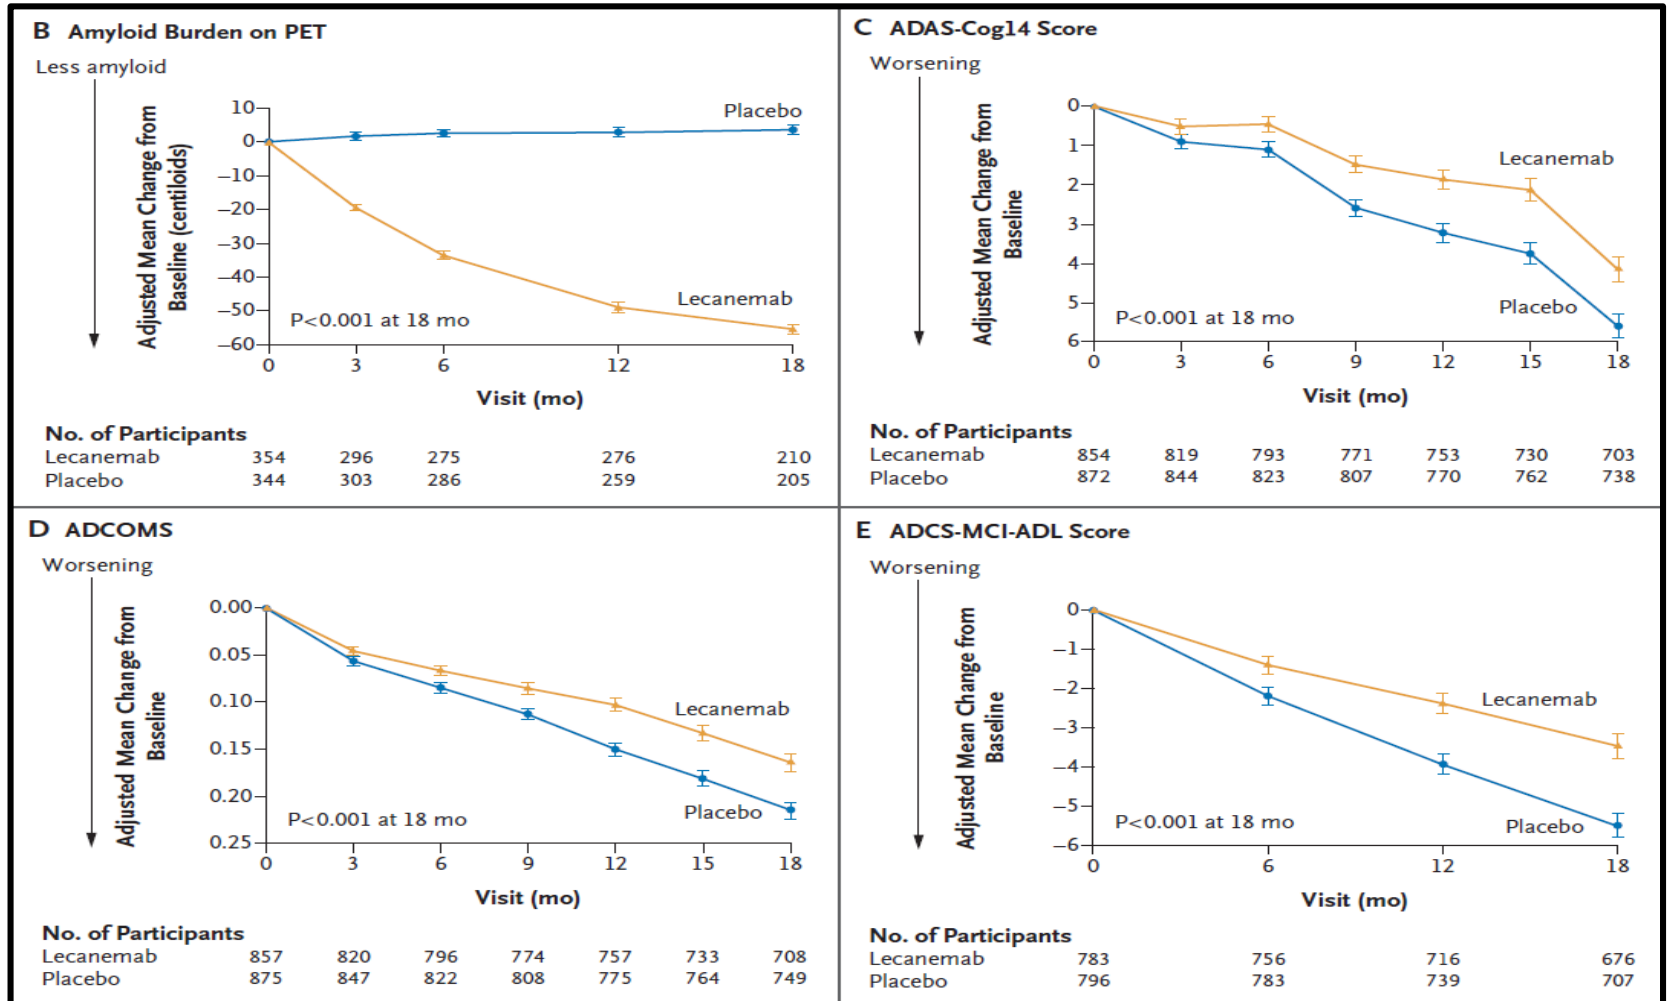 B Amyloid Burden on PET
Less amyloid
Adjusted Mean Change from
Baseline (centiloids)
10
0
–10
–20
–30
–40
–50
–60
Placebo
Lecanemab
P<0.001 at 18 mo
0 3 6 12 18
Visit (mo)
No. of Participants
Lecanemab 354 296 275 276 210
Placebo 344 303 286 259 205
C ADAS-Cog14 Score
Worsening
Adjusted Mean Change from
Baseline
0
1
2
3
4
5
6
Lecanemab
Placebo
P<0.001 at 18 mo
0 3 6 9 12 15 18
Visit (mo)
No. of Participants
Lecanemab 854 819 793 771 753 730 703
Placebo 872 844 823 807 770 762 738
D ADCOMS
Worsening
Adjusted Mean Change from
Baseline
0.00
0.05
0.10
0.15
0.20
0.25
Lecanemab
Placebo
P<0.001 at 18 mo
0 3 6 9 12 15 18
Visit (mo)
No. of Participants
Lecanemab 857 820 796 774 757 733 708
Placebo 875 847 822 808 775 764 749
E ADCS-MCI-ADL Score
Worsening
Adjusted Mean Change from
Baseline
0
–1
–2
–3
–4
–5
–6
Lecanemab
Placebo
P<0.001 at 18 mo
0 6 12 18
Visit (mo)
No. of Participants
Lecanemab 783 756 716 676
Placebo 796 783 739 707